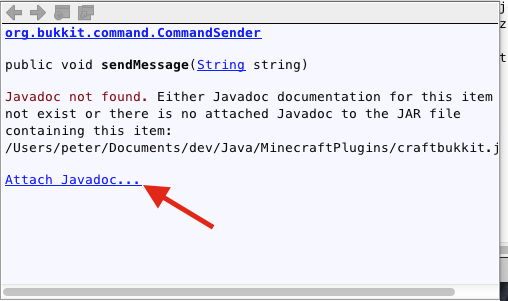 org.bukkit.command.CommandSender
public void sendMessage(String string)
Javadoc not found. Either Javadoc documentation for this item
not exist or there is no attached Javadoc to the JAR file
containing this item:
/Users/peter/Documents/dev/Java/MinecraftPlugins/craftbukkit.j
Attach Javadoc...
j
z
t